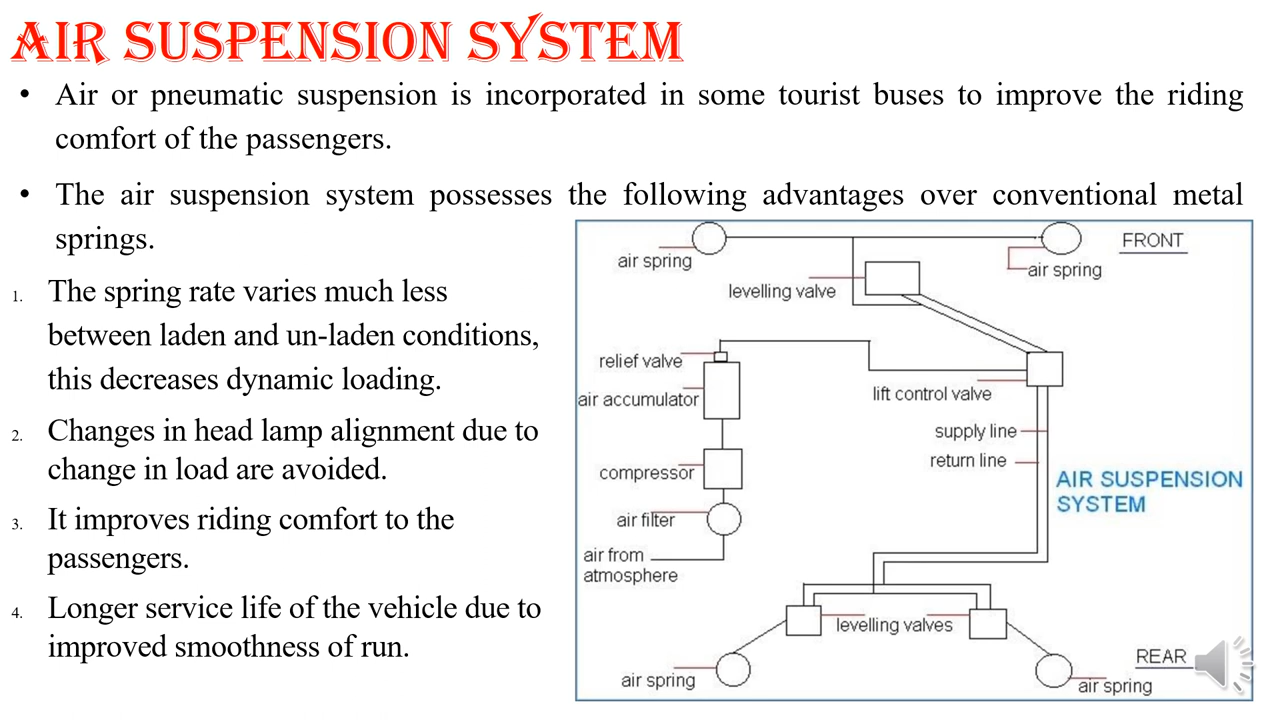 AIR SUSPENSION SYSTEM
• Air or pneumatic suspension is incorporated in some tourist buses to improve the riding
comfort of the passengers.
• The air suspension system possesses the following advantages over conventional metal
springs.
1. The spring rate varies much less
between laden and un-laden conditions,
this decreases dynamic loading.
2. Changes in head lamp alignment due to
change in load are avoided.
3. It improves riding comfort to the
passengers.
4. Longer service life of the vehicle due to
improved smoothness of run.
FRONT
air spring
air spring
levelling valve
relief valve
air accumulator
lift control valve
supply line
return line
compressor
AIR SUSPENSION
SYSTEM
air filter
air from
atmosphere
levelling valves
REAR
air spring
air spring